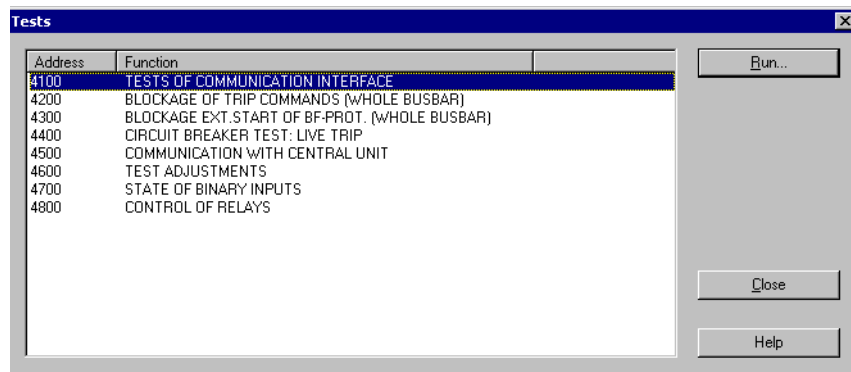 Tests
Address Function
Run...
4100 TESTS OF COMMUNICATION INTERFACE
4200 BLOCKAGE OF TRIP COMMANDS (WHOLE BUSBAR)
4300 BLOCKAGE EXT.START OF BF-PROT. (WHOLE BUSBAR)
4400 CIRCUIT BREAKER TEST: LIVE TRIP
4500 COMMUNICATION WITH CENTRAL UNIT
4600 TEST ADJUSTMENTS
4700 STATE OF BINARY INPUTS
4800 CONTROL OF RELAYS
Close
Help